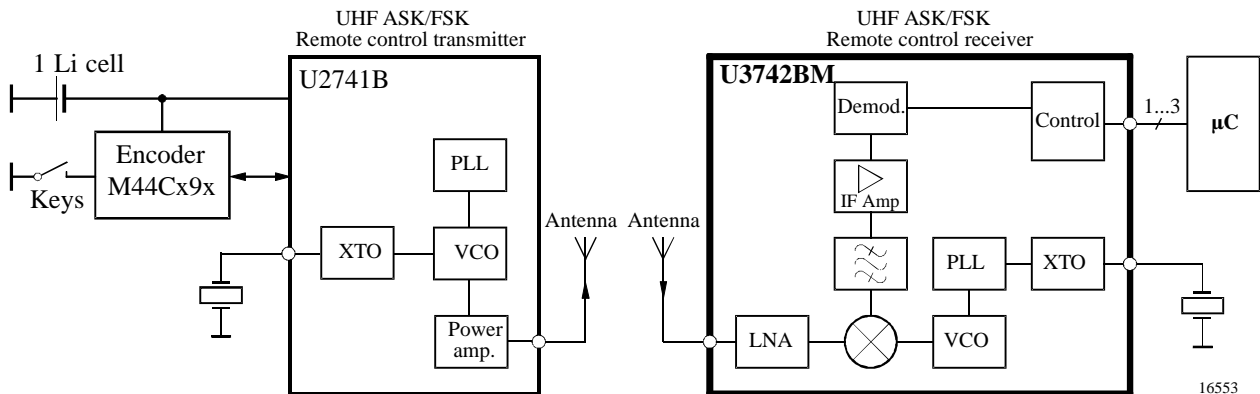 UHF ASK/FSK
Remote control transmitter
1 Li cell
U2741B
Encoder
M44Cx9x
Keys
PLL
XTO
VCO
Power
amp.
Antenna
Antenna
UHF ASK/FSK
Remote control receiver
U3742BM
Demod.
Control
1...3
µC
IF Amp
PLL
XTO
LNA
VCO
16553